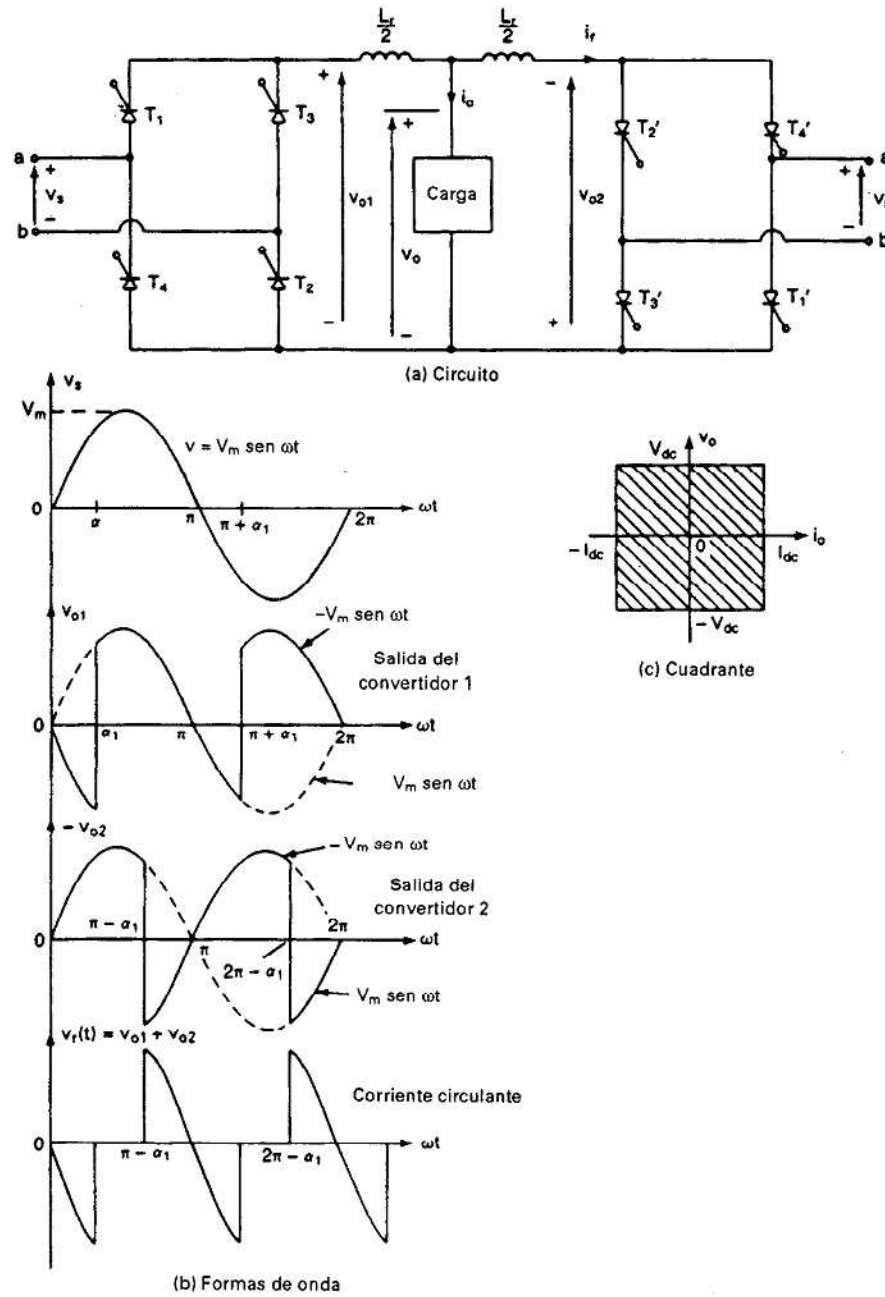 Lr/2 Lr/2 ir
+ -
T1 T3 ia + T2' T4'
a + a
vs vo1 Carga vo2 +
- vo -
b b
T4 T2 T3' T1'
- - +
(a) Circuito
vs
Vm
v = Vm sen ωt
0 α π π + α1 2π ωt
Vdc vo
- Idc 0 Idc io
- Vdc
(c) Cuadrante
vo1
-Vm sen ωt
Salida del
convertidor 1
0 α1 π π + α1 2π ωt
Vm sen ωt
- vo2
-Vm sen ωt
Salida del
convertidor 2
π - α1 2π
0 π ωt
2π - α1
Vm sen ωt
vr(t) = vo1 + vo2
Corriente circulante
0 π - α1 2π - α1 ωt
(b) Formas de onda